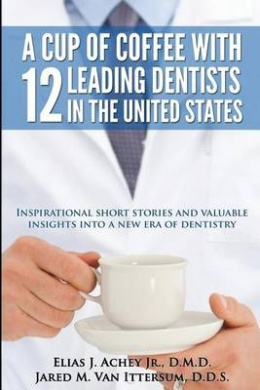 A CUP OF COFFEE WITH
12 LEADING DENTISTS
IN THE UNITED STATES
INSPIRATIONAL SHORT STORIES AND VALUABLE
INSIGHTS INTO A NEW ERA OF DENTISTRY
ELIAS J. ACHEY JR., D.M.D.
JARED M. VAN ITTERSUM, D.D.S.